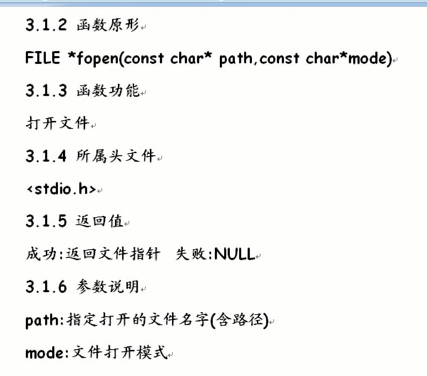 3.1.2 函数原形
FILE *fopen(const char* path,const char*mode)
3.1.3 函数功能
打开文件
3.1.4 所属头文件
<stdio.h>
3.1.5 返回值
成功:返回文件指针 失败:NULL
3.1.6 参数说明
path:指定打开的文件名字(含路径)
mode:文件打开模式